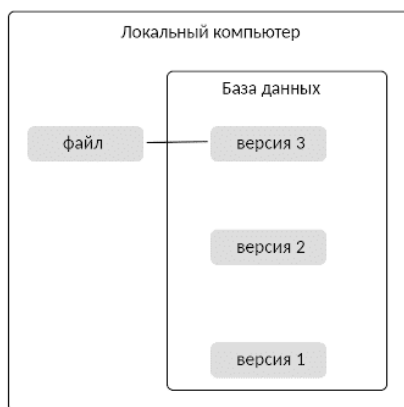 Локальный компьютер
База данных
файл
версия 3
версия 2
версия 1